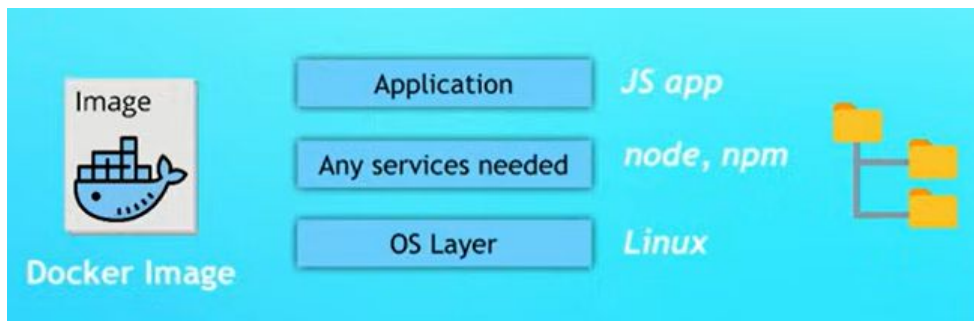 Image
Docker Image
Application
JS app
Any services needed
node, npm
OS Layer
Linux